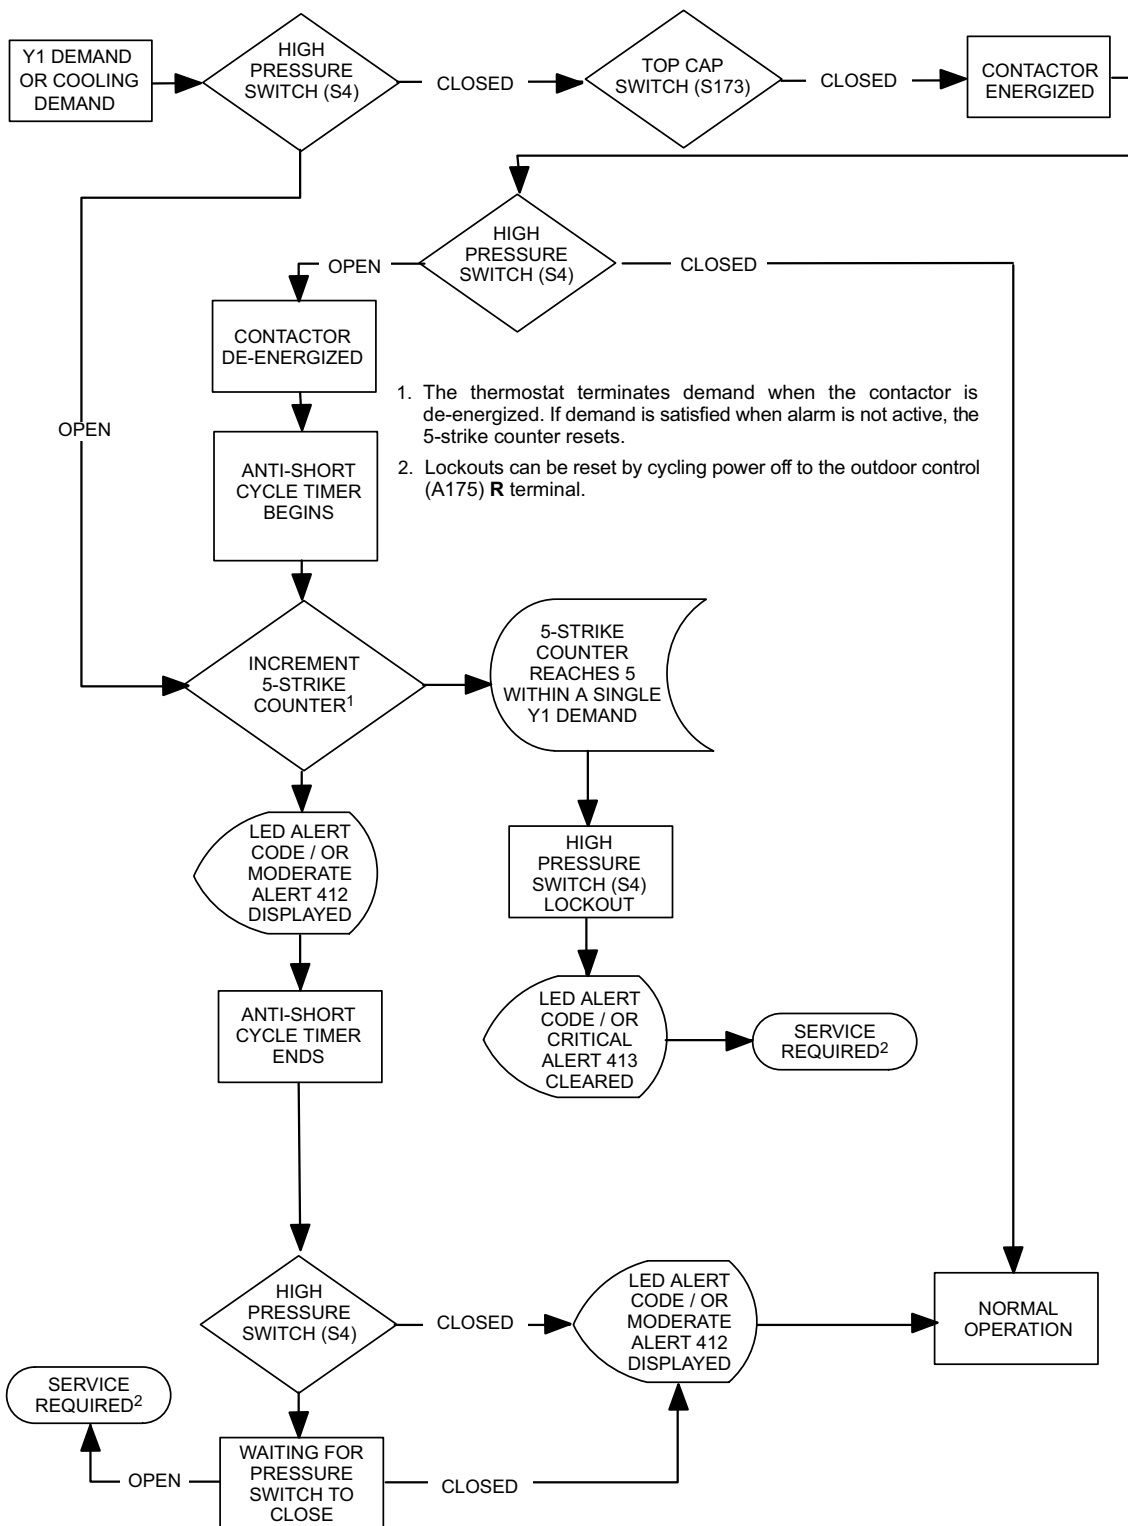 Y1 DEMAND
OR COOLING
DEMAND
HIGH
PRESSURE
SWITCH (S4)
CLOSED
TOP CAP
SWITCH (S173)
CLOSED
CONTACTOR
ENERGIZED
HIGH
PRESSURE
SWITCH (S4)
OPEN
CLOSED
CONTACTOR
DE-ENERGIZED
1. The thermostat terminates demand when the contactor is
de-energized. If demand is satisfied when alarm is not active, the
5-strike counter resets.
2. Lockouts can be reset by cycling power off to the outdoor control
(A175) R terminal.
OPEN
ANTI-SHORT
CYCLE TIMER
BEGINS
INCREMENT
5-STRIKE
COUNTER1
5-STRIKE
COUNTER
REACHES 5
WITHIN A SINGLE
Y1 DEMAND
LED ALERT
CODE / OR
MODERATE
ALERT 412
DISPLAYED
HIGH
PRESSURE
SWITCH (S4)
LOCKOUT
ANTI-SHORT
CYCLE TIMER
ENDS
LED ALERT
CODE / OR
CRITICAL
ALERT 413
CLEARED
SERVICE
REQUIRED2
HIGH
PRESSURE
SWITCH (S4)
CLOSED
LED ALERT
CODE / OR
MODERATE
ALERT 412
DISPLAYED
NORMAL
OPERATION
SERVICE
REQUIRED2
OPEN
WAITING FOR
PRESSURE
SWITCH TO
CLOSE
CLOSED